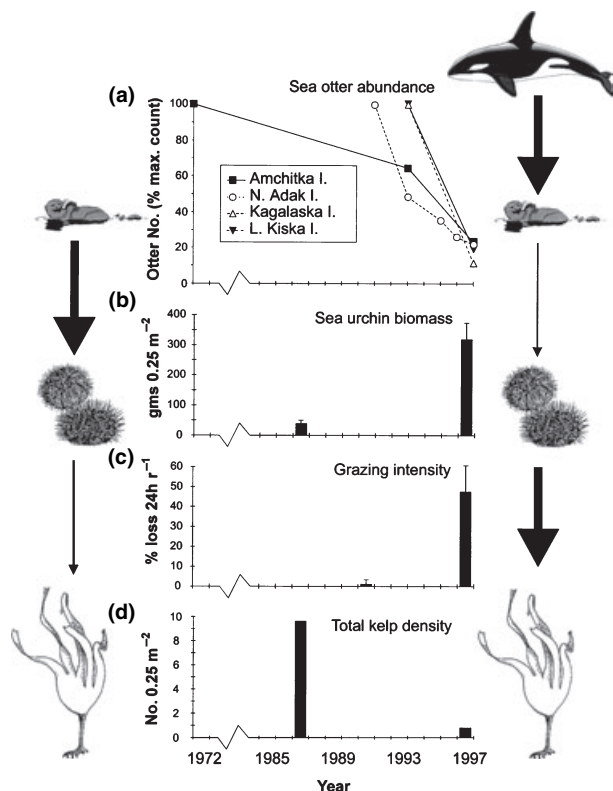 (a)
Sea otter abundance
Otter No. (% max. count)
100
80
60
40
20
0
Amchitka I.
N. Adak I.
Kagalaska I.
L. Kiska I.
(b)
Sea urchin biomass
gms 0.25 m⁻²
400
300
200
100
0
(c)
Grazing intensity
% loss 24h r⁻¹
60
50
40
30
20
10
0
(d)
Total kelp density
No. 0.25 m⁻²
10
8
6
4
2
0
1972 1985 1989 1993 1997
Year